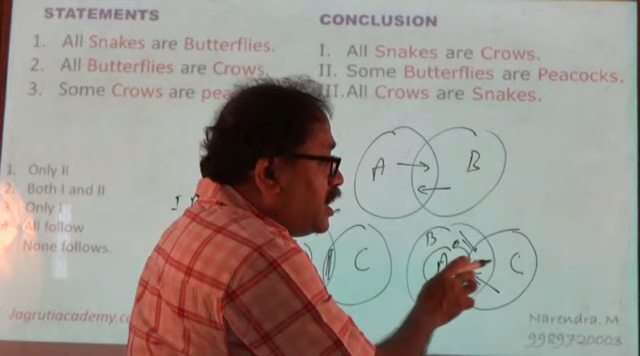 STATEMENTS
1. All Snakes are Butterflies.
2. All Butterflies are Crows.
3. Some Crows are
CONCLUSION
I. All Snakes are Crows.
II. Some Butterflies are Peacocks.
III. All Crows are Snakes.
1. Only II
2. Both I and II
3 Only I
All follow
None follows.
A B
C
B
A C
Jagrutiacademy.co
Narendra. M
9989720003